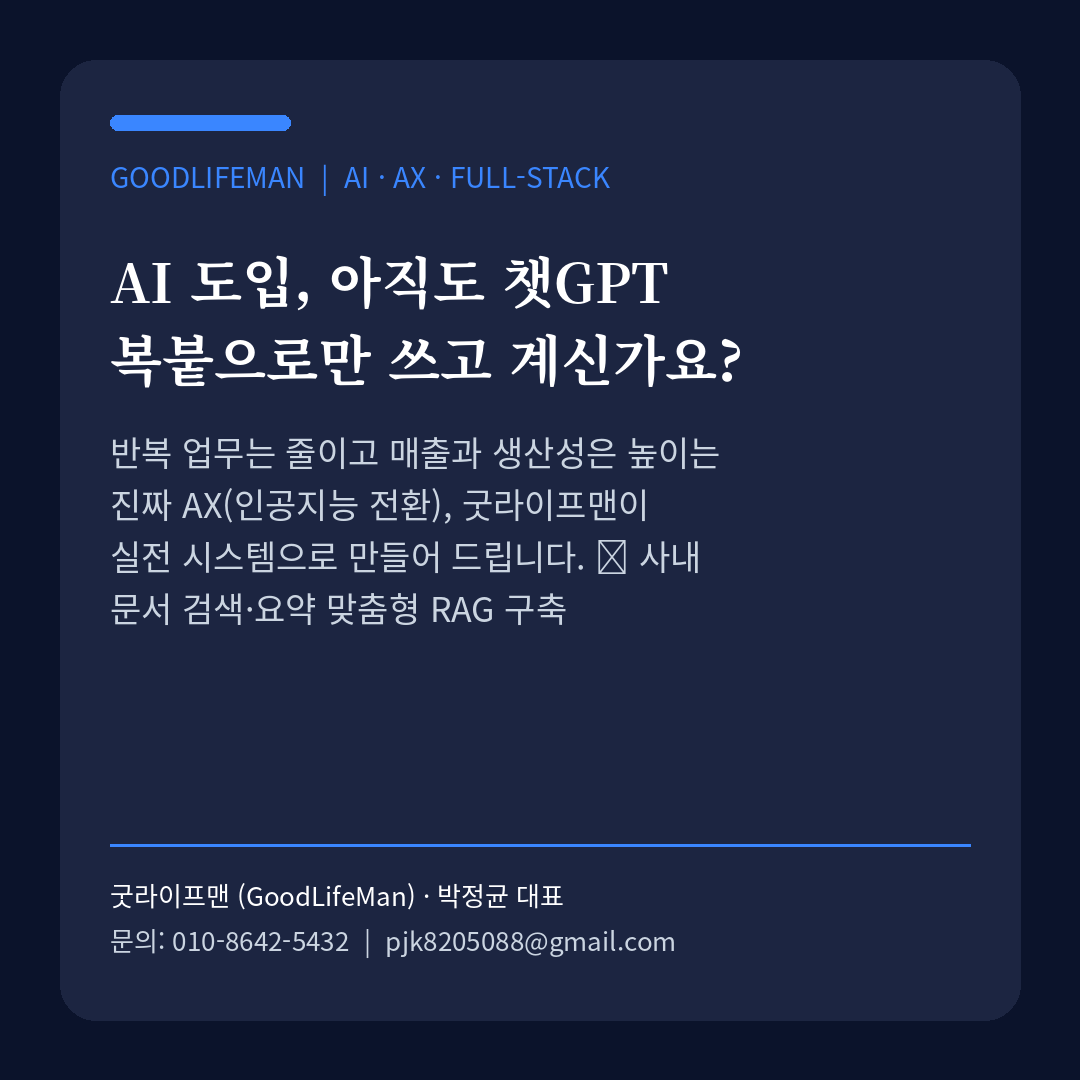 GOODLIFEMAN | AI · AX · FULL-STACK
AI 도입, 아직도 챗GPT
복붙으로만 쓰고 계신가요?
반복 업무는 줄이고 매출과 생산성은 높이는
진짜 AX(인공지능 전환), 굿라이프맨이
실전 시스템으로 만들어 드립니다. 사내
문서 검색·요약 맞춤형 RAG 구축
굿라이프맨 (GoodLifeMan) · 박정균 대표
문의: 010-8642-5432 | pjk8205088@gmail.com